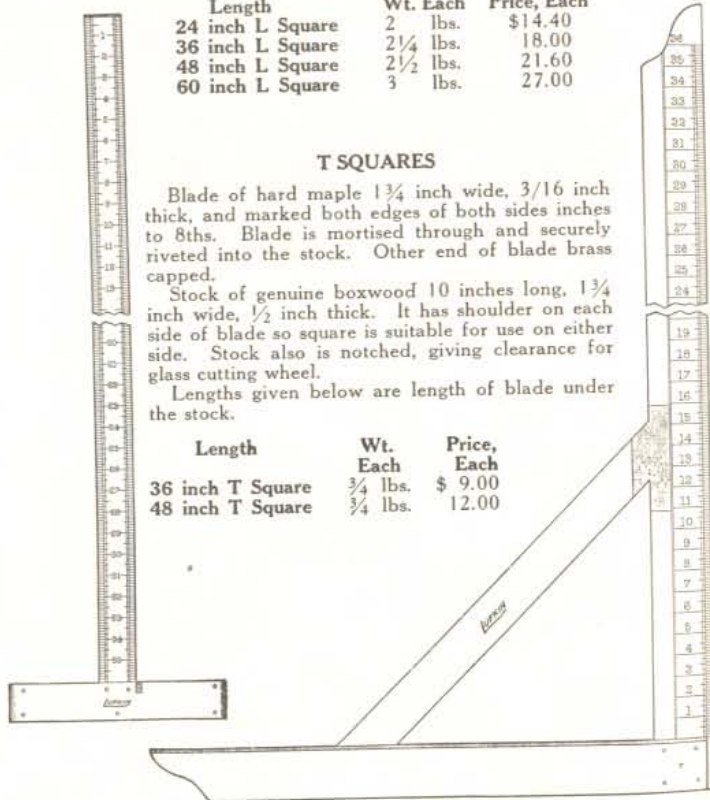 Length Wt. Each Price, Each
24 inch L Square 2 lbs. $14.40
36 inch L Square 2¼ lbs. 18.00
48 inch L Square 2½ lbs. 21.60
60 inch L Square 3 lbs. 27.00
T SQUARES
Blade of hard maple 1¾ inch wide, 3/16 inch
thick, and marked both edges of both sides inches
to 8ths. Blade is mortised through and securely
riveted into the stock. Other end of blade brass
capped.
Stock of genuine boxwood 10 inches long, 1¾
inch wide, ½ inch thick. It has shoulder on each
side of blade so square is suitable for use on either
side. Stock also is notched, giving clearance for
glass cutting wheel.
Lengths given below are length of blade under
the stock.
Length Wt. Price,
Each Each
36 inch T Square ¾ lbs. $ 9.00
48 inch T Square ¾ lbs. 12.00
LUFKIN
LUFKIN
36
35
34
33
32
31
30
29
28
27
26
25
24
19
18
17
16
15
14
13
12
11
10
9
8
7
6
5
4
3
2
1